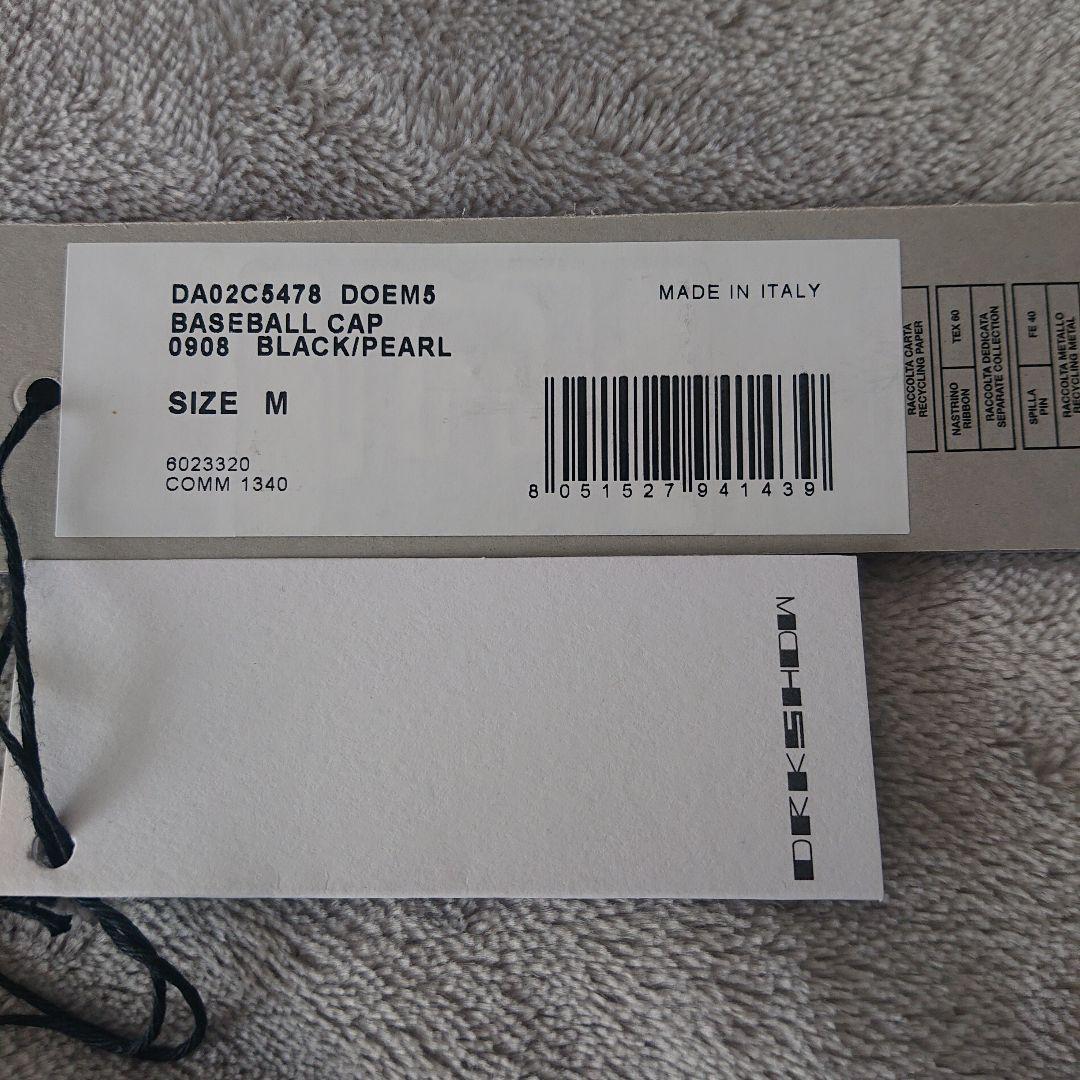 DA02C5478 DOEM5
BASEBALL CAP
0908 BLACK/PEARL
SIZE M
6023320
COMM 1340
MADE IN ITALY
8 051527 941439
RACCOLTA CARTA
RECYCLING PAPER
NASTRINO
RIBBON
TEX 60
RACCOLTA DEDICATA
SEPARATE COLLECTION
SPILLA
PIN
FE 40
RACCOLTA METALLO
RECYCLING METAL
DRKSHDW